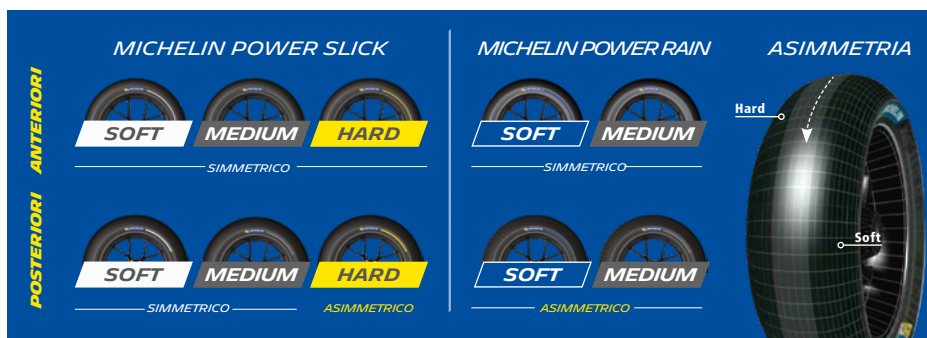 MICHELIN POWER SLICK
MICHELIN POWER RAIN
ASIMMETRIA
ANTERIORI
SOFT
MEDIUM
HARD
SIMMETRICO
SOFT
MEDIUM
SIMMETRICO
POSTERIORI
SOFT
MEDIUM
HARD
SIMMETRICO
ASIMMETRICO
SOFT
MEDIUM
ASIMMETRICO
Hard
Soft